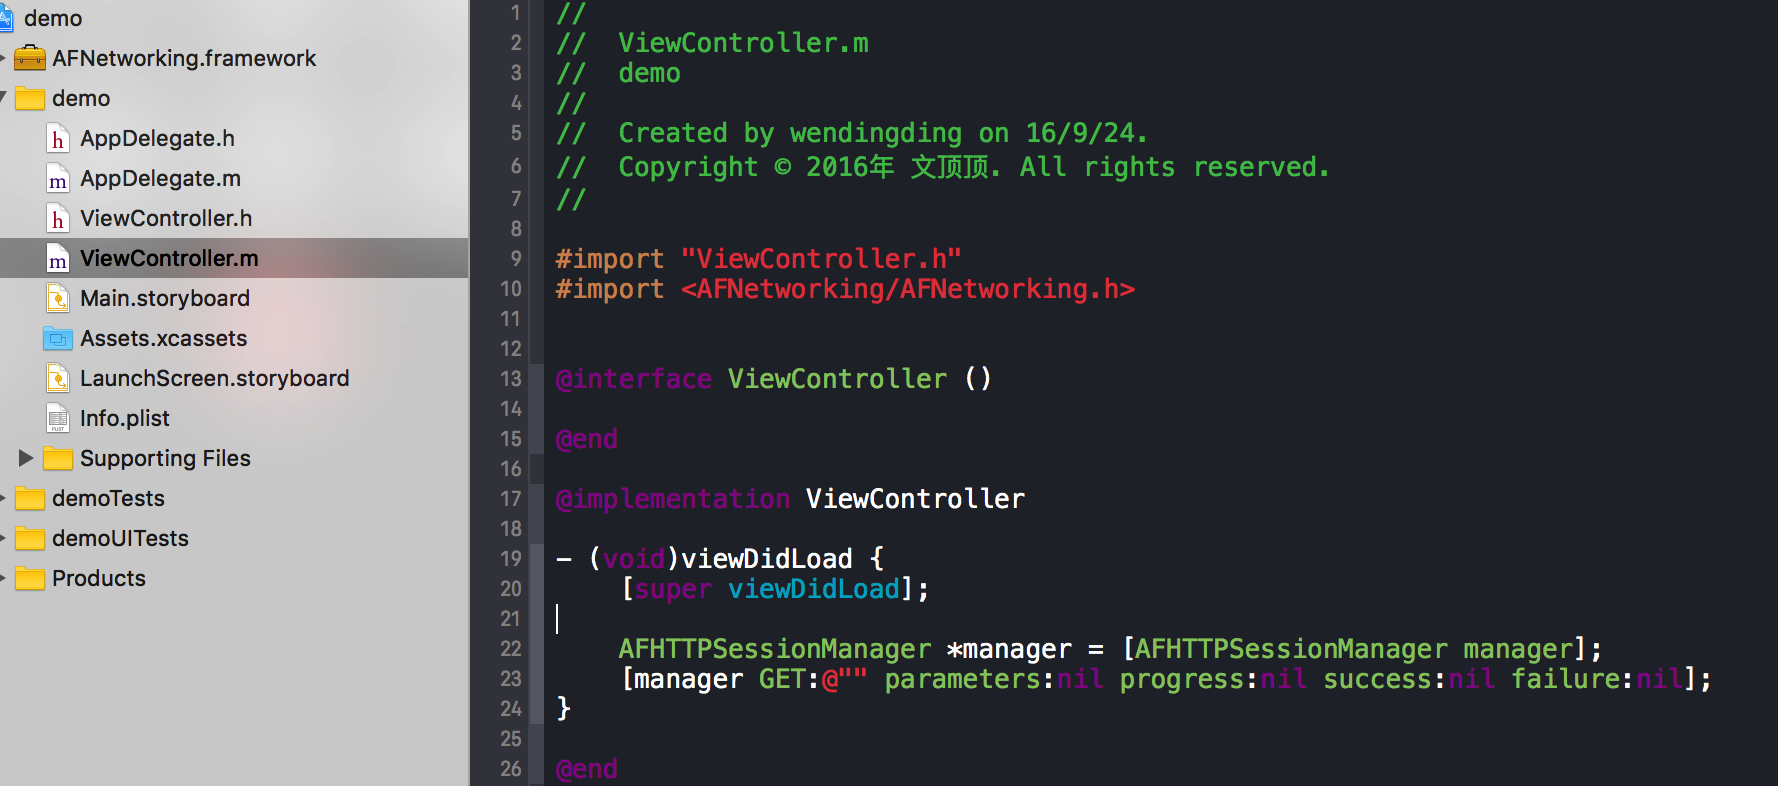 demo
AFNetworking.framework
demo
h AppDelegate.h
m AppDelegate.m
h ViewController.h
m ViewController.m
Main.storyboard
Assets.xcassets
LaunchScreen.storyboard
PLIST Info.plist
Supporting Files
demoTests
demoUITests
Products
1 //
2 //  ViewController.m
3 //  demo
4 //
5 //  Created by wendingding on 16/9/24.
6 //  Copyright © 2016年 文顶顶. All rights reserved.
7 //
8
9 #import "ViewController.h"
10 #import <AFNetworking/AFNetworking.h>
11
12
13 @interface ViewController ()
14
15 @end
16
17 @implementation ViewController
18
19 - (void)viewDidLoad {
20     [super viewDidLoad];
21
22     AFHTTPSessionManager *manager = [AFHTTPSessionManager manager];
23     [manager GET:@"" parameters:nil progress:nil success:nil failure:nil];
24 }
25
26 @end